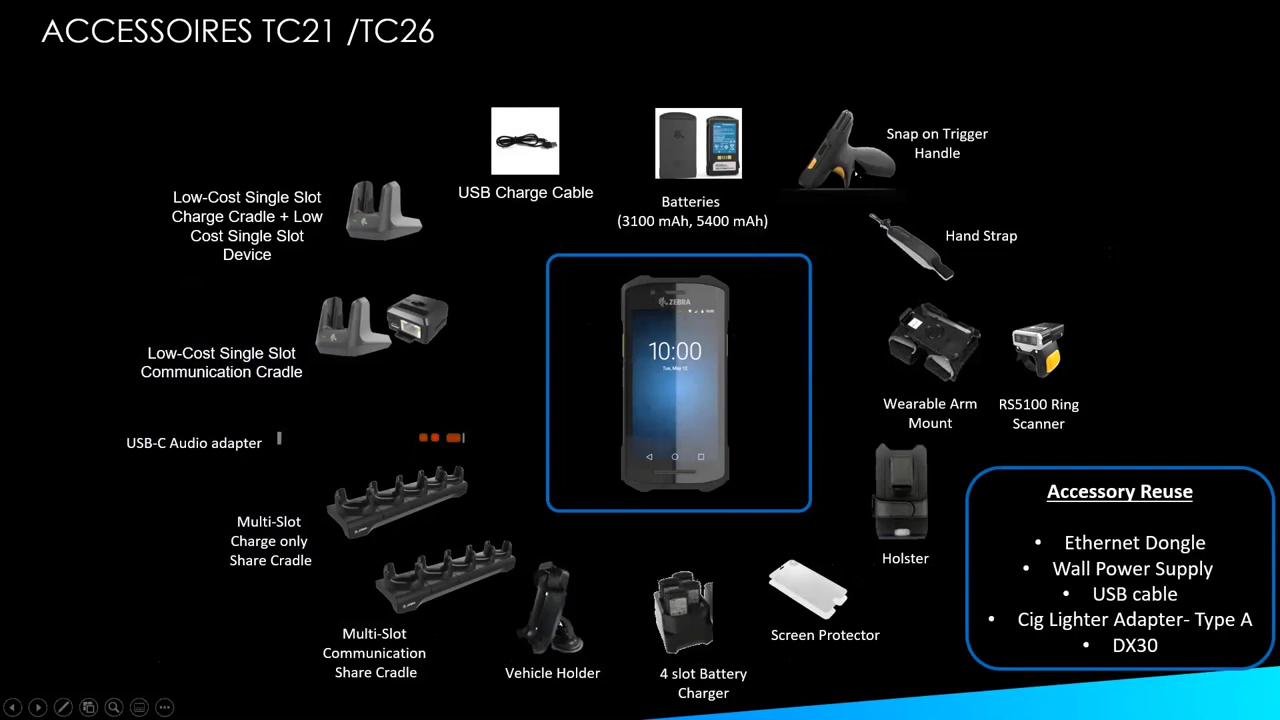 ACCESSOIRES TC21 /TC26
USB Charge Cable
Batteries
(3100 mAh, 5400 mAh)
Snap on Trigger
Handle
Low-Cost Single Slot
Charge Cradle + Low
Cost Single Slot
Device
Hand Strap
ZEBRA
10:00
Tue, May 12
Low-Cost Single Slot
Communication Cradle
Wearable Arm
Mount
RS5100 Ring
Scanner
USB-C Audio adapter
Multi-Slot
Charge only
Share Cradle
Holster
Multi-Slot
Communication
Share Cradle
Vehicle Holder
4 slot Battery
Charger
Screen Protector
Accessory Reuse
• Ethernet Dongle
• Wall Power Supply
• USB cable
• Cig Lighter Adapter- Type A
• DX30